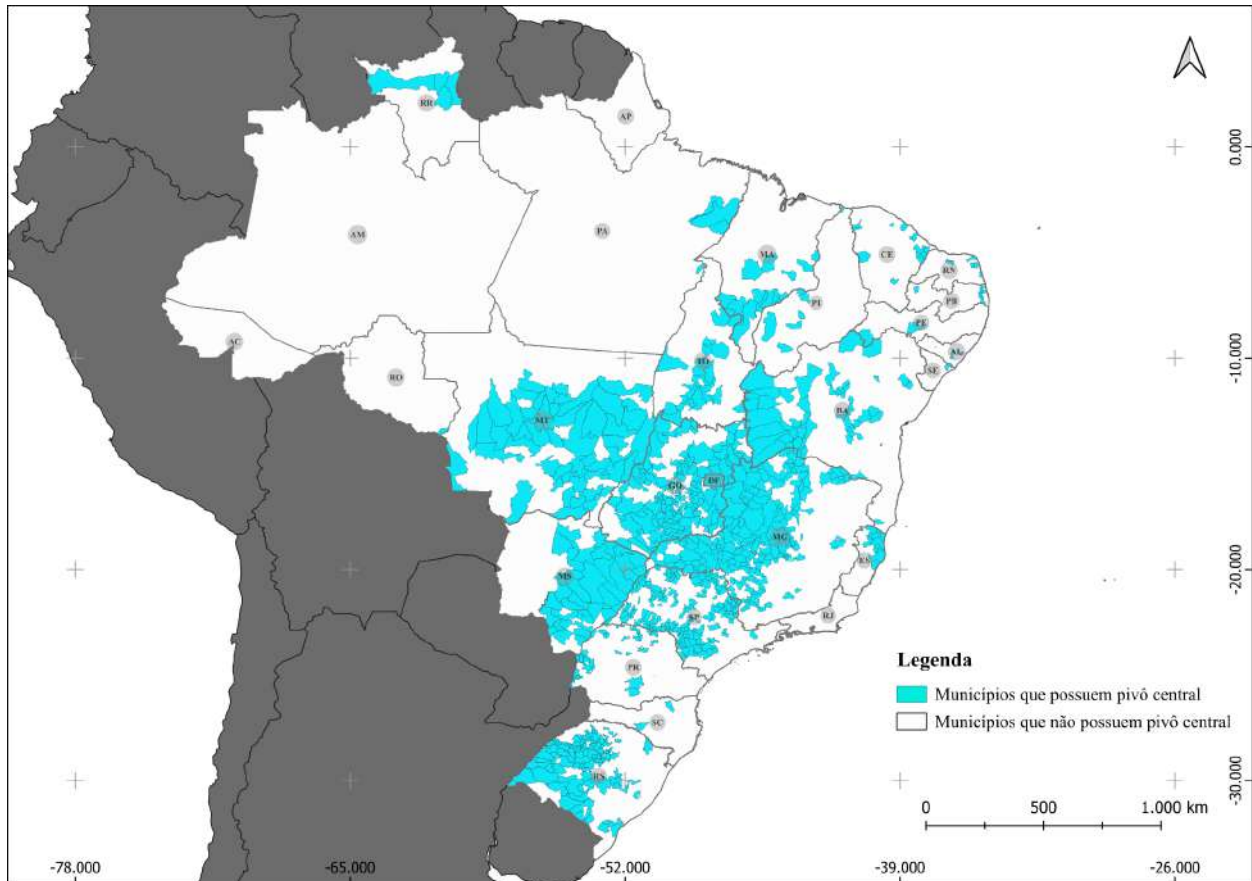 RR
AP
0.000
AM
PA
MA
CE
RN
PI
PB
PE
AC
TO
AL
-10.000
RO
SE
MT
BA
GO
DF
MG
MS
ES
-20.000
SP
RJ
PR
Legenda
Municípios que possuem pivô central
SC
Municípios que não possuem pivô central
RS
-30.000
0
500
1.000 km
-78.000
-65.000
-52.000
-39.000
-26.000